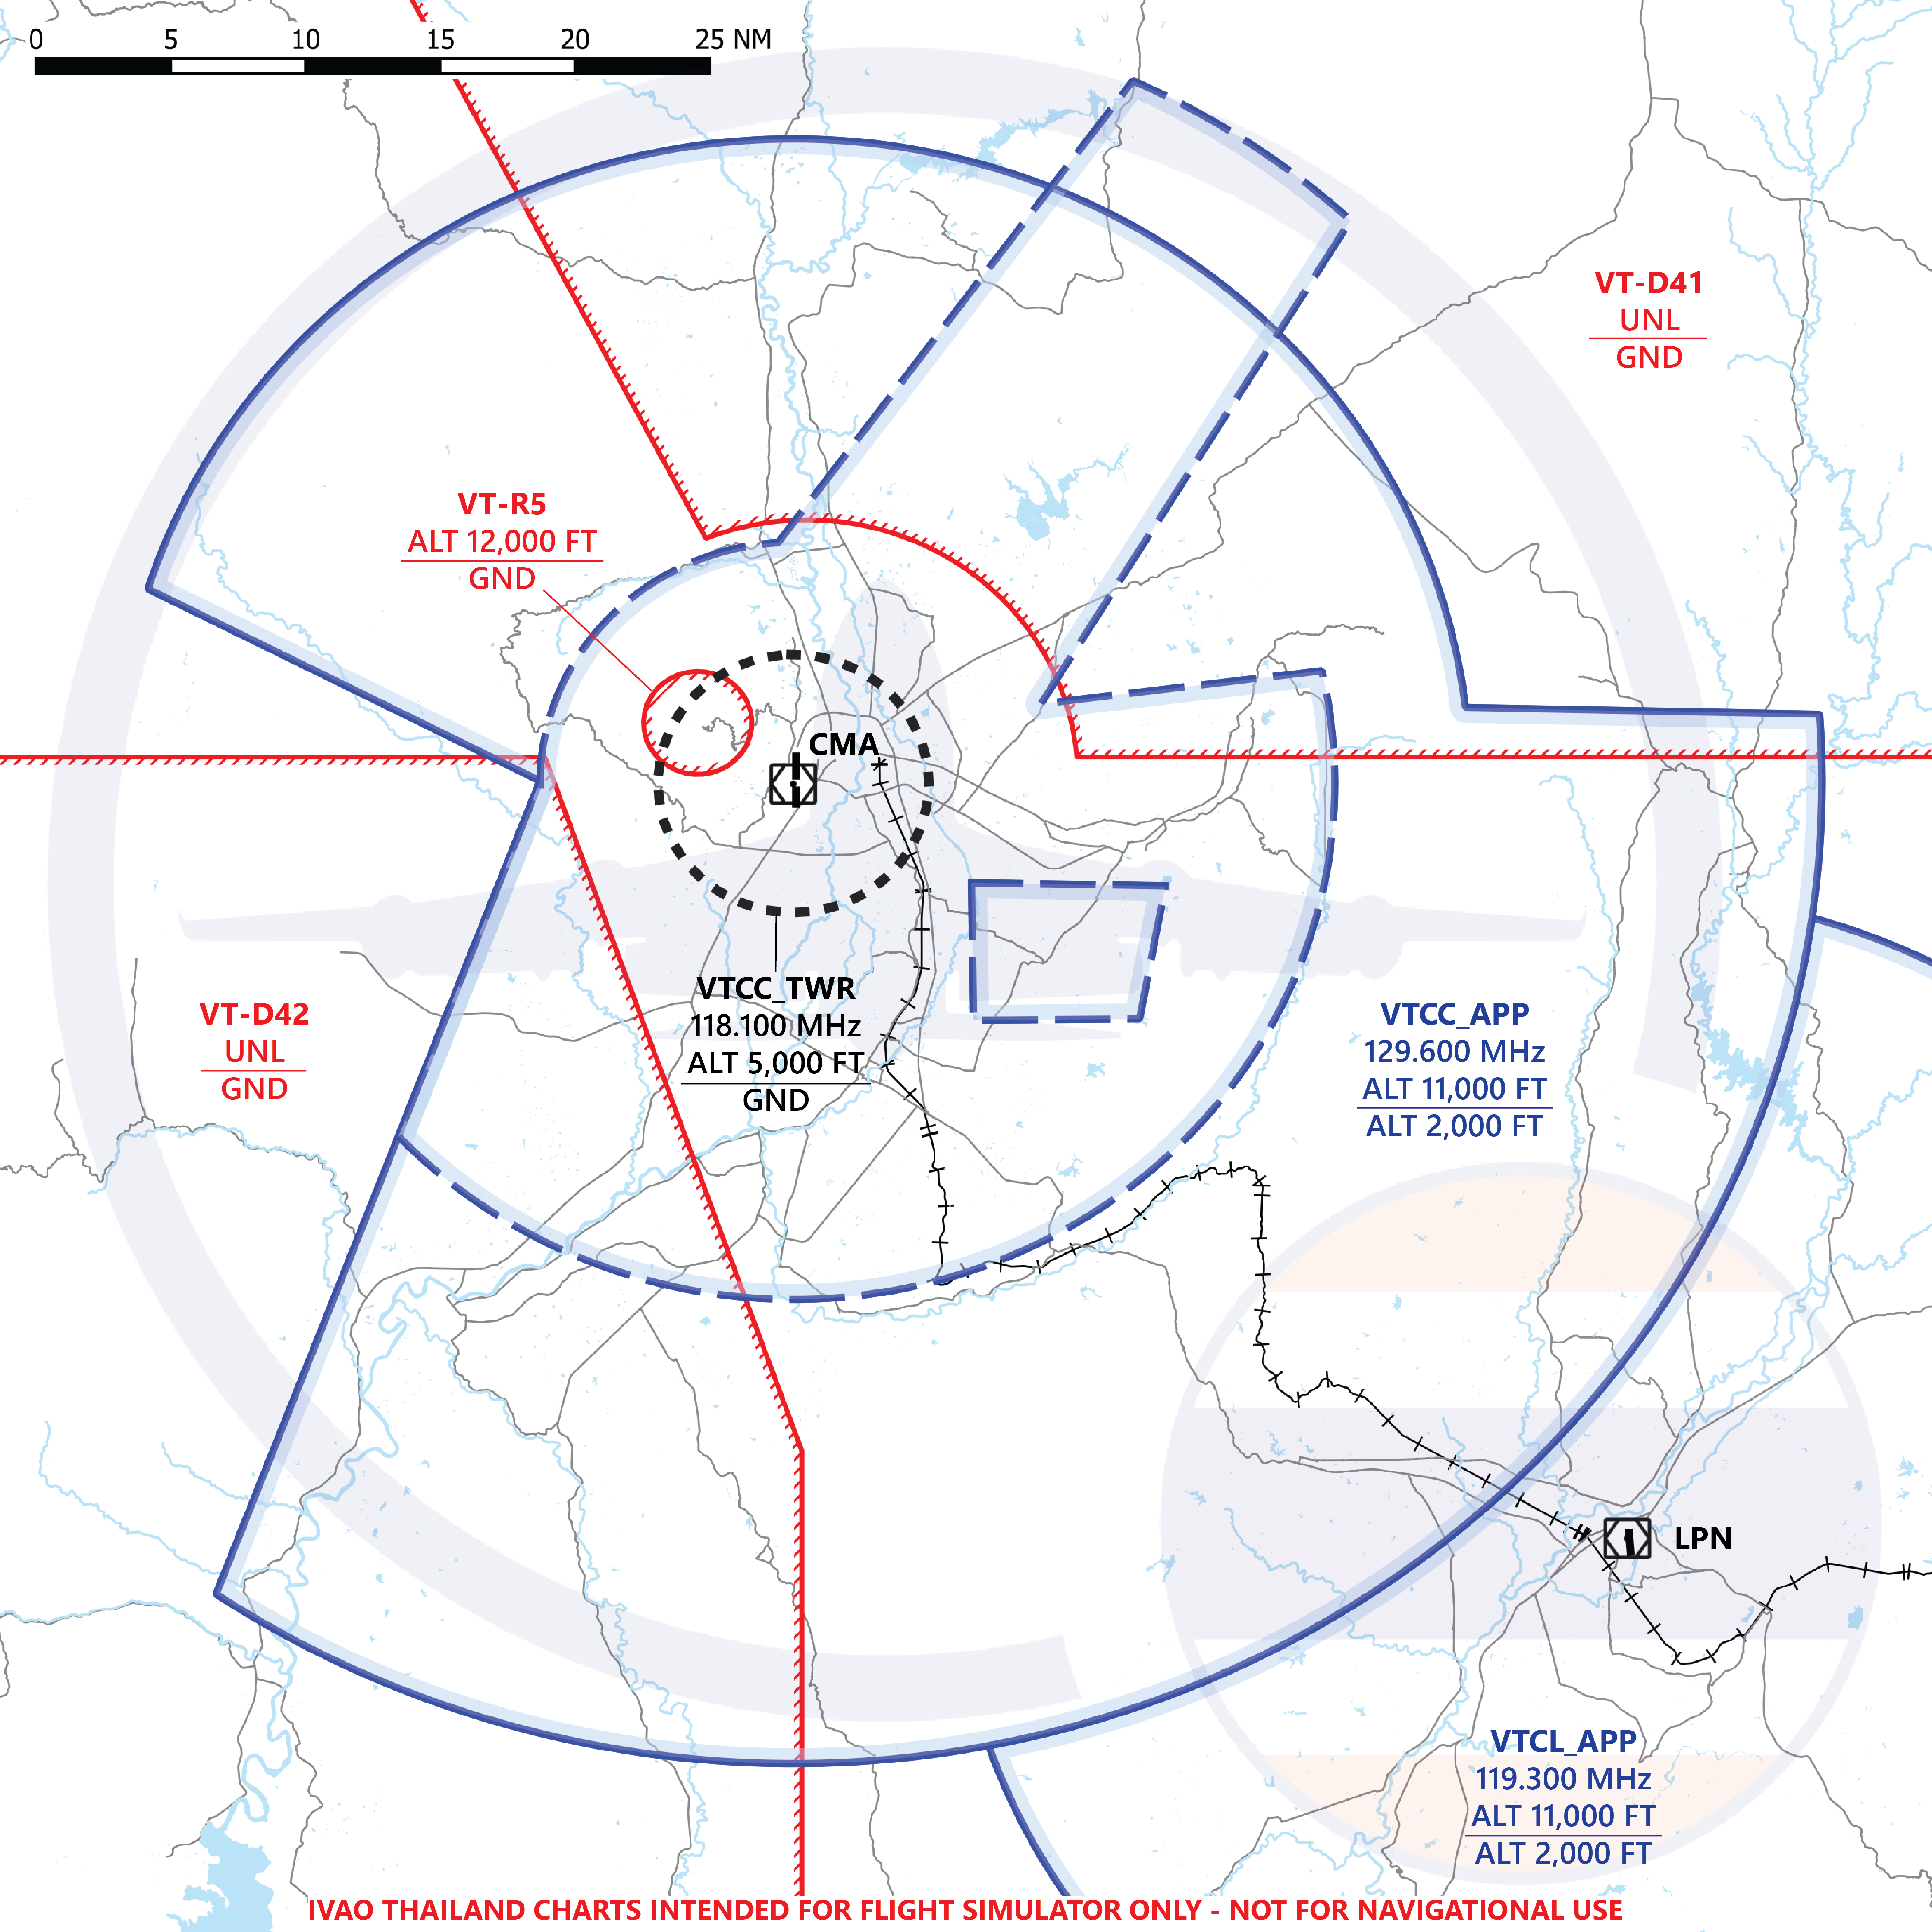 0 5 10 15 20 25 NM
VT-D41
UNL
GND
VT-R5
ALT 12,000 FT
GND
CMA
VTCC_TWR
118.100 MHz
ALT 5,000 FT
GND
VT-D42
UNL
GND
VTCC_APP
129.600 MHz
ALT 11,000 FT
ALT 2,000 FT
LPN
VTCL_APP
119.300 MHz
ALT 11,000 FT
ALT 2,000 FT
IVAO THAILAND CHARTS INTENDED FOR FLIGHT SIMULATOR ONLY - NOT FOR NAVIGATIONAL USE